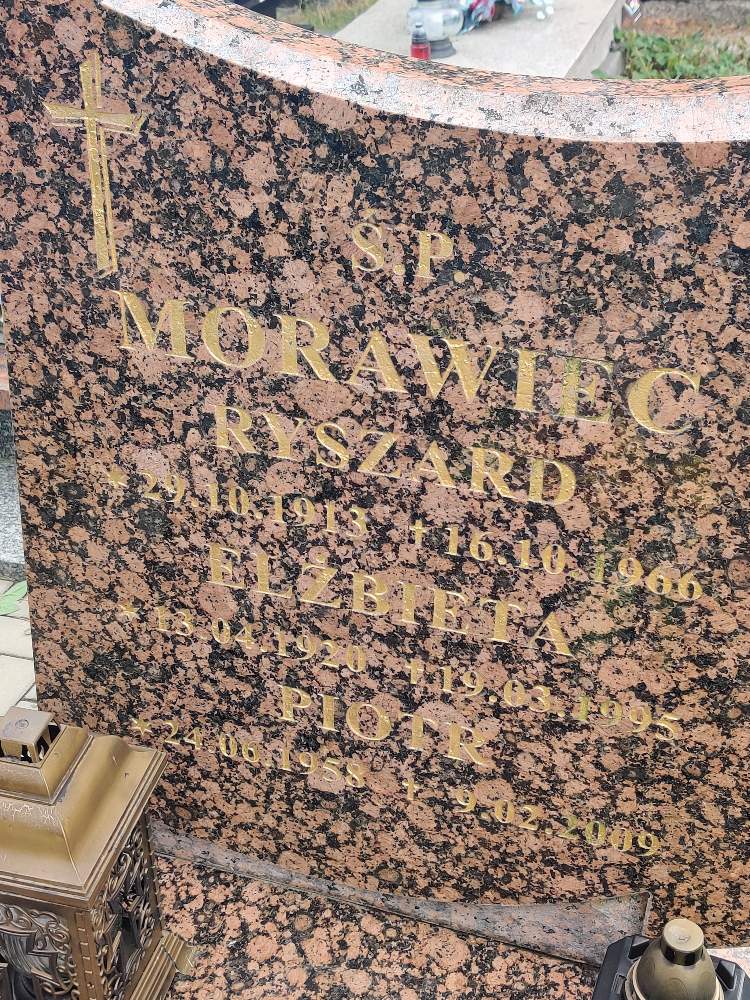 Ś.P.
MORAWIEC
RYSZARD
* 29.10.1913 † 16.10.1966
ELŻBIETA
* 13.04.1920 † 19.03.1995
PIOTR
* 24.06.1958 † 9.02.2009